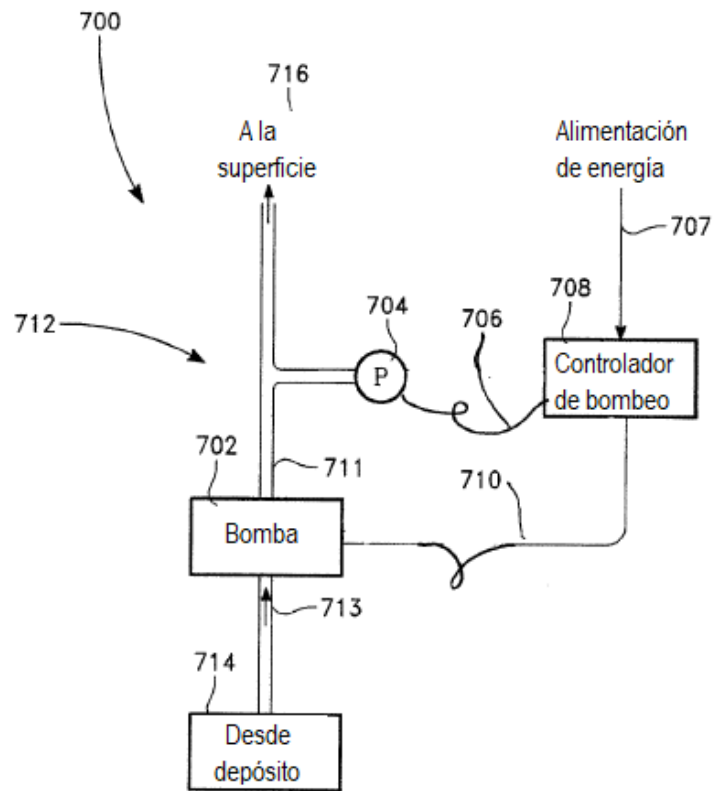 700
716
A la
superficie
Alimentación
de energía
707
712
704
706
708
P
Controlador
de bombeo
702
711
710
Bomba
713
714
Desde
depósito